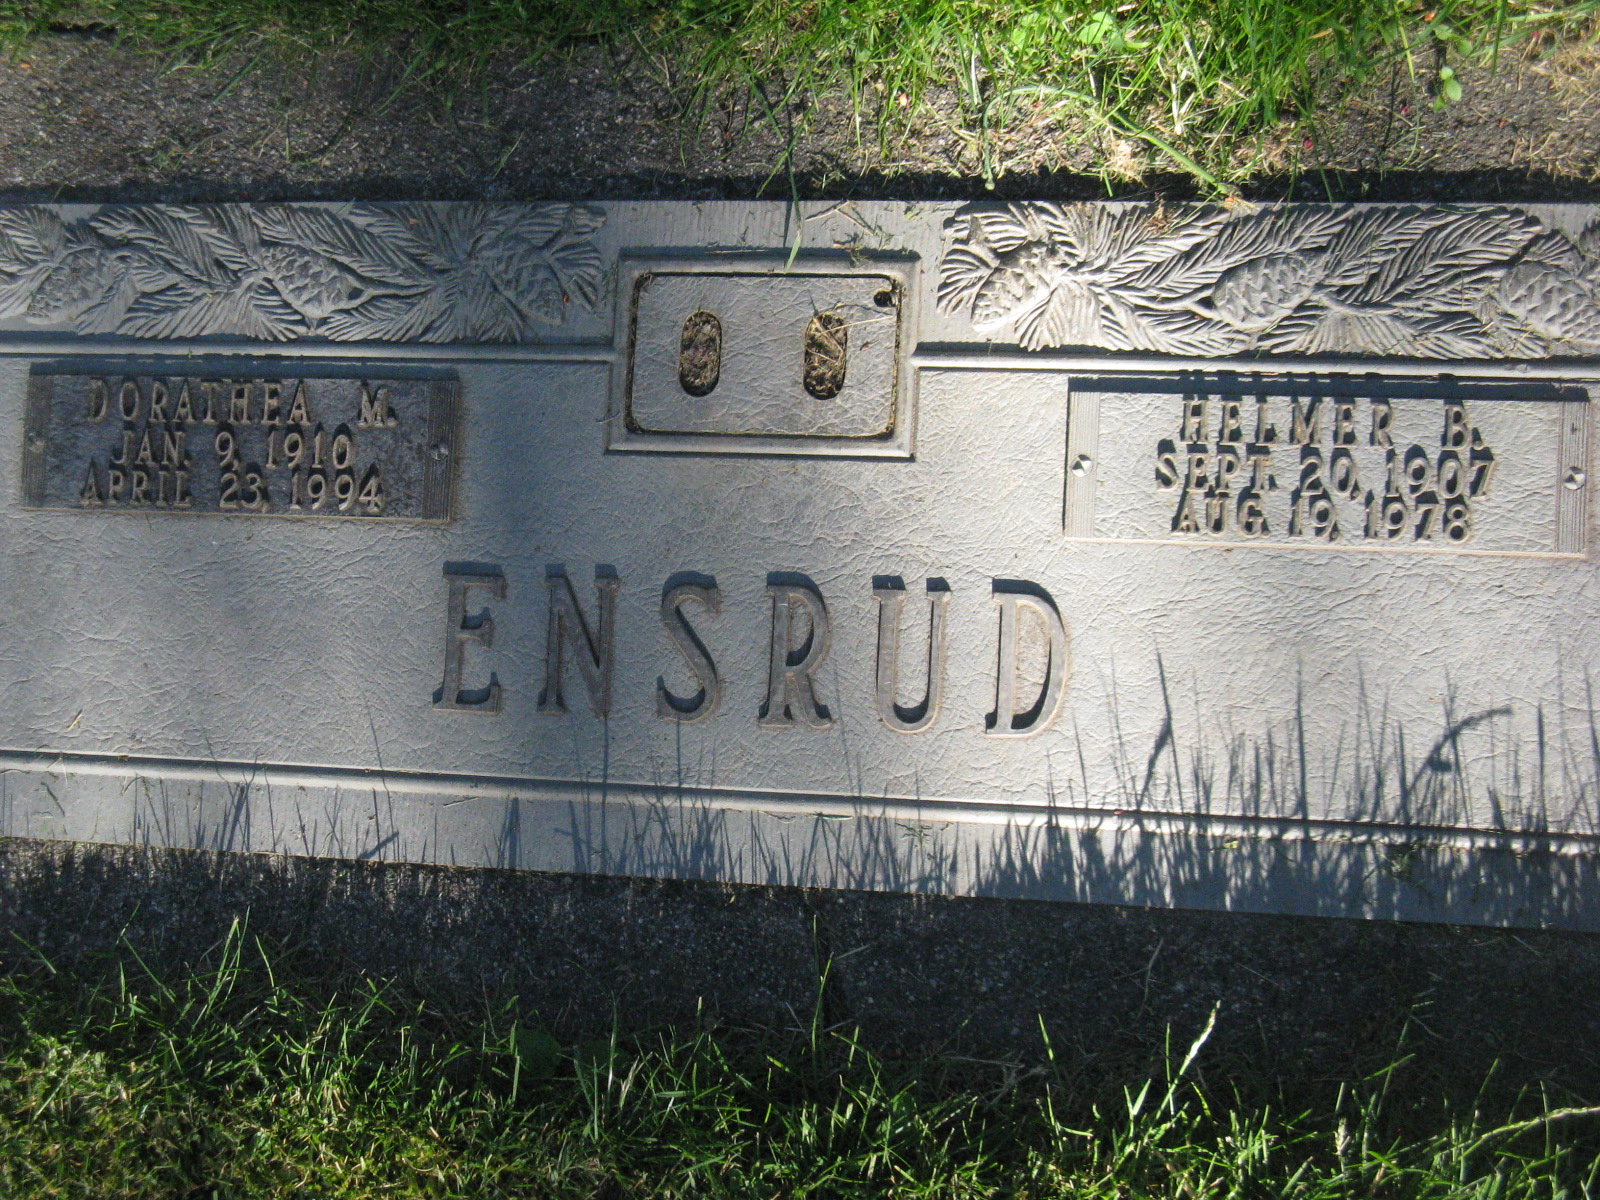 DORATHEA M.
JAN. 9, 1910
APRIL 23, 1994
HELMER B.
SEPT. 20, 1907
AUG. 19, 1978
ENSRUD